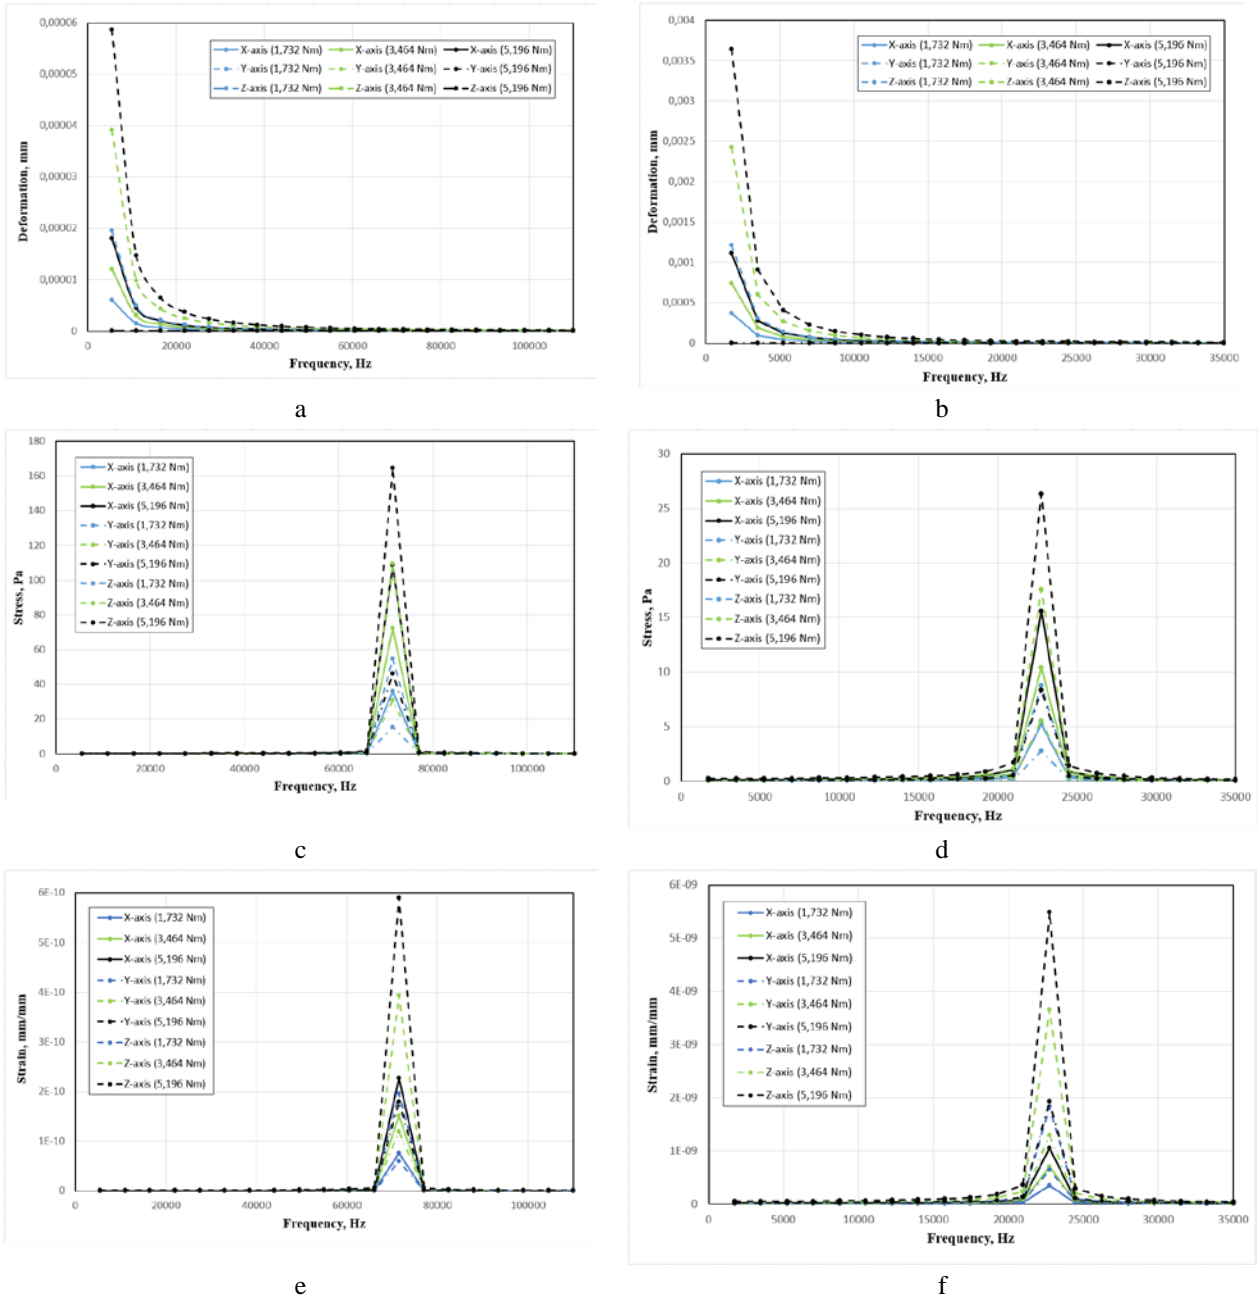 0,00006
0,00005
0,00004
0,00003
0,00002
0,00001
0
Deformation, mm
X-axis (1,732 Nm) X-axis (3,464 Nm) X-axis (5,196 Nm)
Y-axis (1,732 Nm) Y-axis (3,464 Nm) Y-axis (5,196 Nm)
Z-axis (1,732 Nm) Z-axis (3,464 Nm) Z-axis (5,196 Nm)
0 20000 40000 60000 80000 100000
Frequency, Hz
a
0,004
0,0035
0,003
0,0025
0,002
0,0015
0,001
0,0005
0
Deformation, mm
X-axis (1,732 Nm) X-axis (3,464 Nm) X-axis (5,196 Nm)
Y-axis (1,732 Nm) Y-axis (3,464 Nm) Y-axis (5,196 Nm)
Z-axis (1,732 Nm) Z-axis (3,464 Nm) Z-axis (5,196 Nm)
0 5000 10000 15000 20000 25000 30000 35000
Frequency, Hz
b
180
160
140
120
100
80
60
40
20
0
Stress, Pa
X-axis (1,732 Nm)
X-axis (3,464 Nm)
X-axis (5,196 Nm)
Y-axis (1,732 Nm)
Y-axis (3,464 Nm)
Y-axis (5,196 Nm)
Z-axis (1,732 Nm)
Z-axis (3,464 Nm)
Z-axis (5,196 Nm)
0 20000 40000 60000 80000 100000
Frequency, Hz
c
30
25
20
15
10
5
0
Stress, Pa
X-axis (1,732 Nm)
X-axis (3,464 Nm)
X-axis (5,196 Nm)
Y-axis (1,732 Nm)
Y-axis (3,464 Nm)
Y-axis (5,196 Nm)
Z-axis (1,732 Nm)
Z-axis (3,464 Nm)
Z-axis (5,196 Nm)
0 5000 10000 15000 20000 25000 30000 35000
Frequency, Hz
d
6E-10
5E-10
4E-10
3E-10
2E-10
1E-10
0
Strain, mm/mm
X-axis (1,732 Nm)
X-axis (3,464 Nm)
X-axis (5,196 Nm)
Y-axis (1,732 Nm)
Y-axis (3,464 Nm)
Y-axis (5,196 Nm)
Z-axis (1,732 Nm)
Z-axis (3,464 Nm)
Z-axis (5,196 Nm)
0 20000 40000 60000 80000 100000
Frequency, Hz
e
6E-09
5E-09
4E-09
3E-09
2E-09
1E-09
0
Strain, mm/mm
X-axis (1,732 Nm)
X-axis (3,464 Nm)
X-axis (5,196 Nm)
Y-axis (1,732 Nm)
Y-axis (3,464 Nm)
Y-axis (5,196 Nm)
Z-axis (1,732 Nm)
Z-axis (3,464 Nm)
Z-axis (5,196 Nm)
0 5000 10000 15000 20000 25000 30000 35000
Frequency, Hz
f